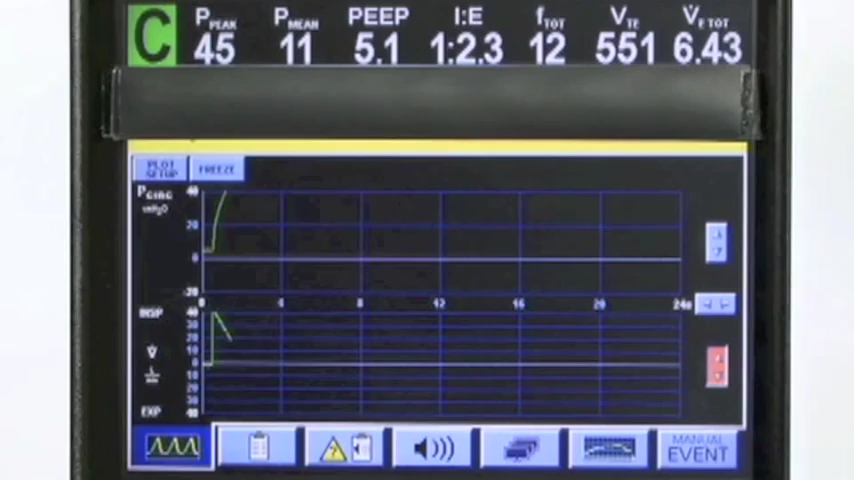 C PPEAK PMEAN PEEP I:E fTOT VTE V̇E TOT
45 11 5.1 1:2.3 12 551 6.43
PLOT SETUP FREEZE
PCIRC
cmH2O
40
20
0
-20
0 4 8 12 16 20 24s
INSP
40
30
20
10
0
10
20
30
40
V̇
L
min
EXP
MANUAL
EVENT